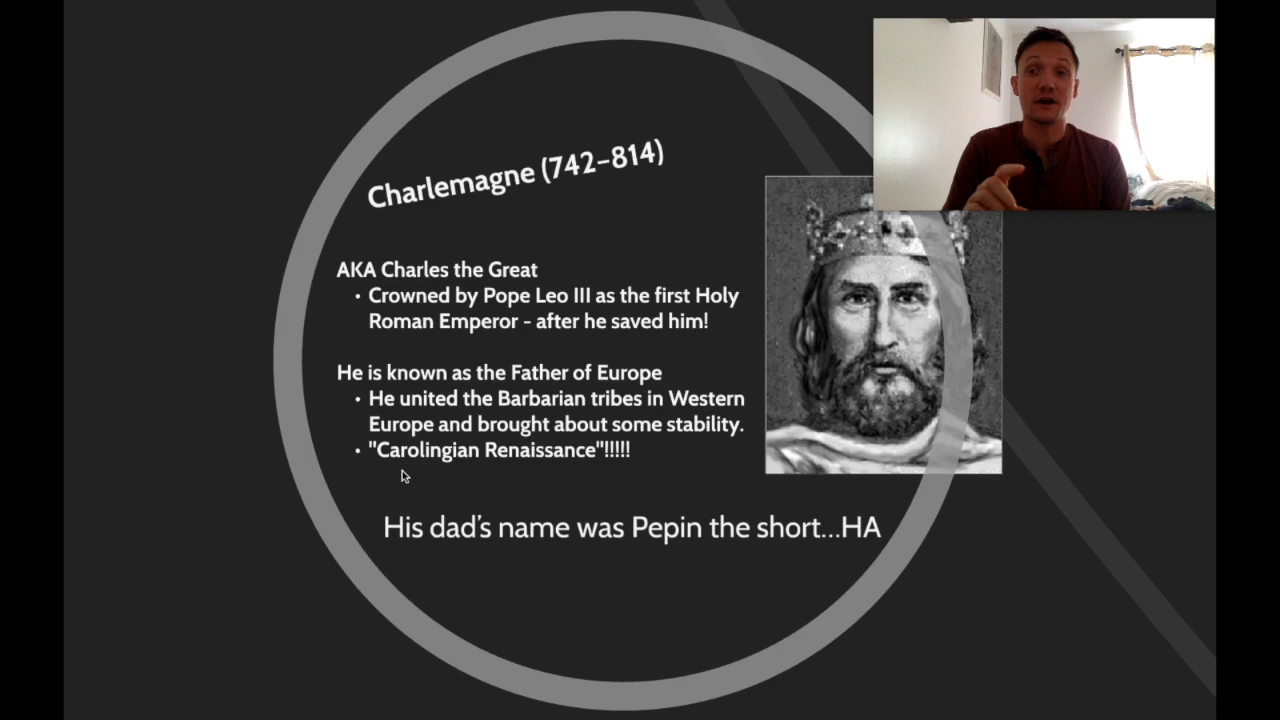 Charlemagne (742–814)
AKA Charles the Great
• Crowned by Pope Leo III as the first Holy
Roman Emperor - after he saved him!
He is known as the Father of Europe
• He united the Barbarian tribes in Western
Europe and brought about some stability.
• "Carolingian Renaissance"!!!!!
His dad's name was Pepin the short...HA